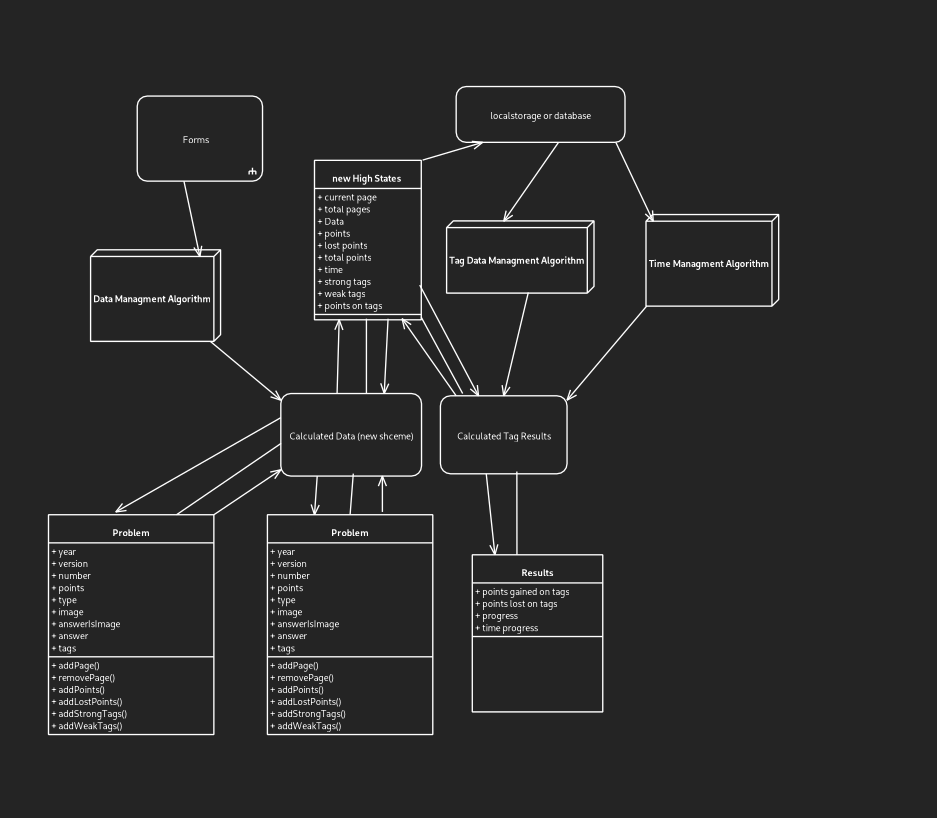 Forms
localstorage or database
new High States
+ current page
+ total pages
+ Data
+ points
+ lost points
+ total points
+ time
+ strong tags
+ weak tags
+ points on tags
Tag Data Managment Algorithm
Time Managment Algorithm
Data Managment Algorithm
Calculated Data (new shceme)
Calculated Tag Results
Problem
+ year
+ version
+ number
+ points
+ type
+ image
+ answerIsImage
+ answer
+ tags
+ addPage()
+ removePage()
+ addPoints()
+ addLostPoints()
+ addStrongTags()
+ addWeakTags()
Problem
+ year
+ version
+ number
+ points
+ type
+ image
+ answerIsImage
+ answer
+ tags
+ addPage()
+ removePage()
+ addPoints()
+ addLostPoints()
+ addStrongTags()
+ addWeakTags()
Results
+ points gained on tags
+ points lost on tags
+ progress
+ time progress